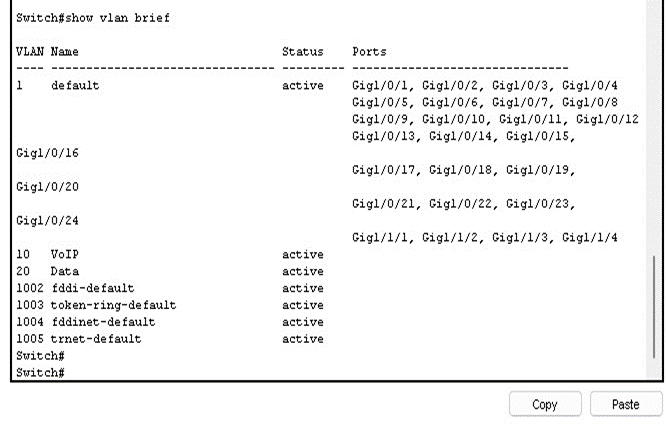 Switch#show vlan brief
VLAN Name Status Ports
---- -------------------------------- --------- -------------------------------
1 default active Gig1/0/1, Gig1/0/2, Gig1/0/3, Gig1/0/4
Gig1/0/5, Gig1/0/6, Gig1/0/7, Gig1/0/8
Gig1/0/9, Gig1/0/10, Gig1/0/11, Gig1/0/12
Gig1/0/13, Gig1/0/14, Gig1/0/15,
Gig1/0/16
Gig1/0/17, Gig1/0/18, Gig1/0/19,
Gig1/0/20
Gig1/0/21, Gig1/0/22, Gig1/0/23,
Gig1/0/24
Gig1/1/1, Gig1/1/2, Gig1/1/3, Gig1/1/4
10 VoIP active
20 Data active
1002 fddi-default active
1003 token-ring-default active
1004 fddinet-default active
1005 trnet-default active
Switch#
Switch#
Copy Paste